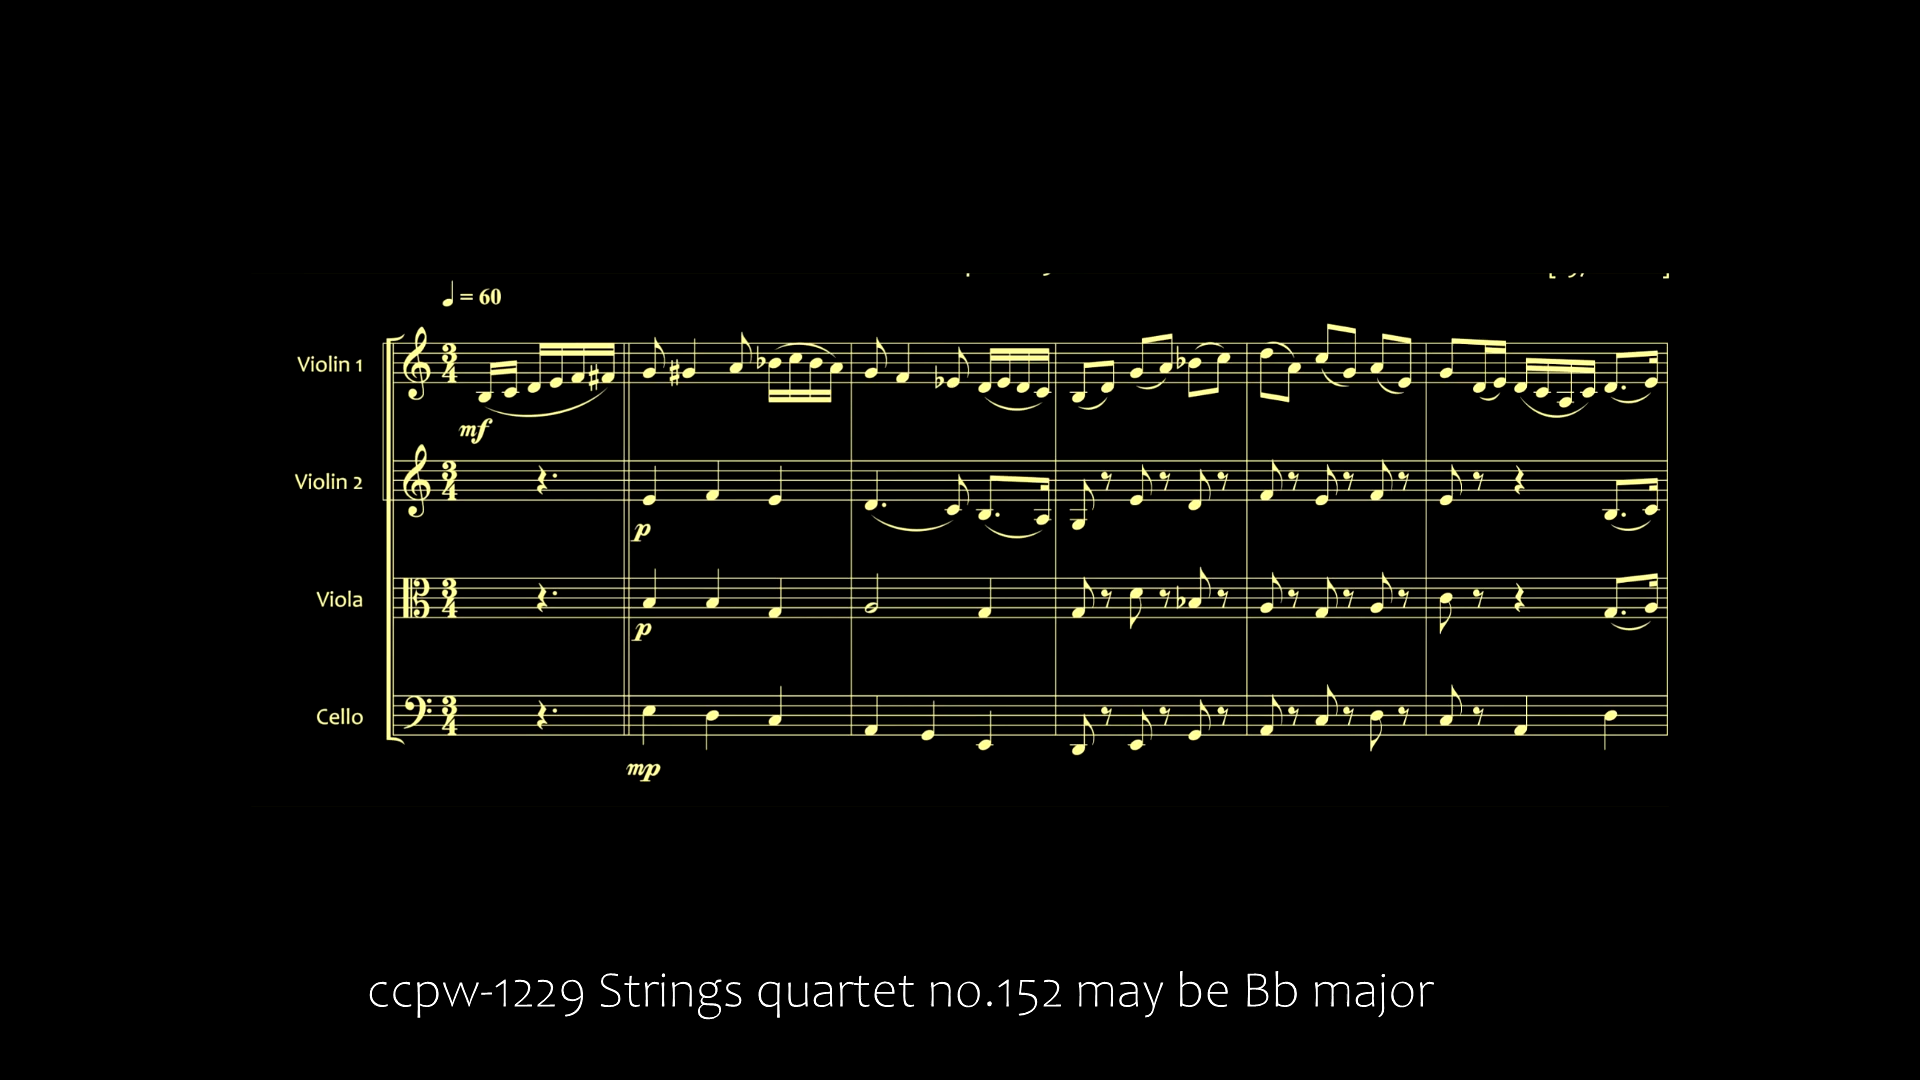 ♩ = 60
Violin 1
mf
Violin 2
p
Viola
p
Cello
mp
ccpw-1229 Strings quartet no.152 may be Bb major